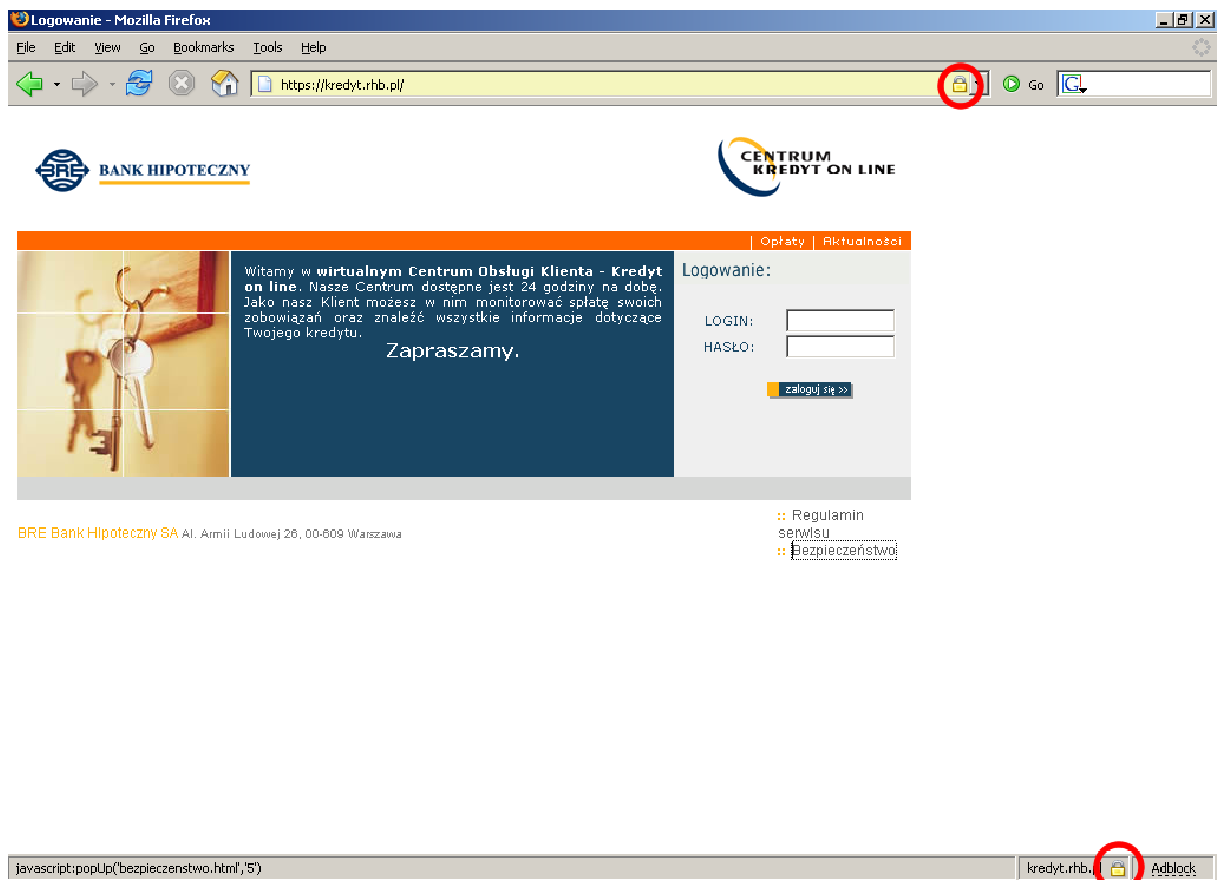 Logowanie - Mozilla Firefox
File Edit View Go Bookmarks Tools Help
https://kredyt.rhb.pl/
Go
G
BRE BANK HIPOTECZNY
CENTRUM
KREDYT ON LINE
| Opłaty | Aktualności
Witamy w wirtualnym Centrum Obsługi Klienta - Kredyt
on line. Nasze Centrum dostępne jest 24 godziny na dobę.
Jako nasz Klient możesz w nim monitorować spłatę swoich
zobowiązań oraz znaleźć wszystkie informacje dotyczące
Twojego kredytu.
Zapraszamy.
Logowanie:
LOGIN:
HASŁO:
zaloguj się >>
BRE Bank Hipoteczny SA Al. Armii Ludowej 26, 00-609 Warszawa
:: Regulamin
serwisu
:: Bezpieczeństwo
javascript:popUp('bezpieczenstwo.html','5')
kredyt.rhb.pl
Adblock